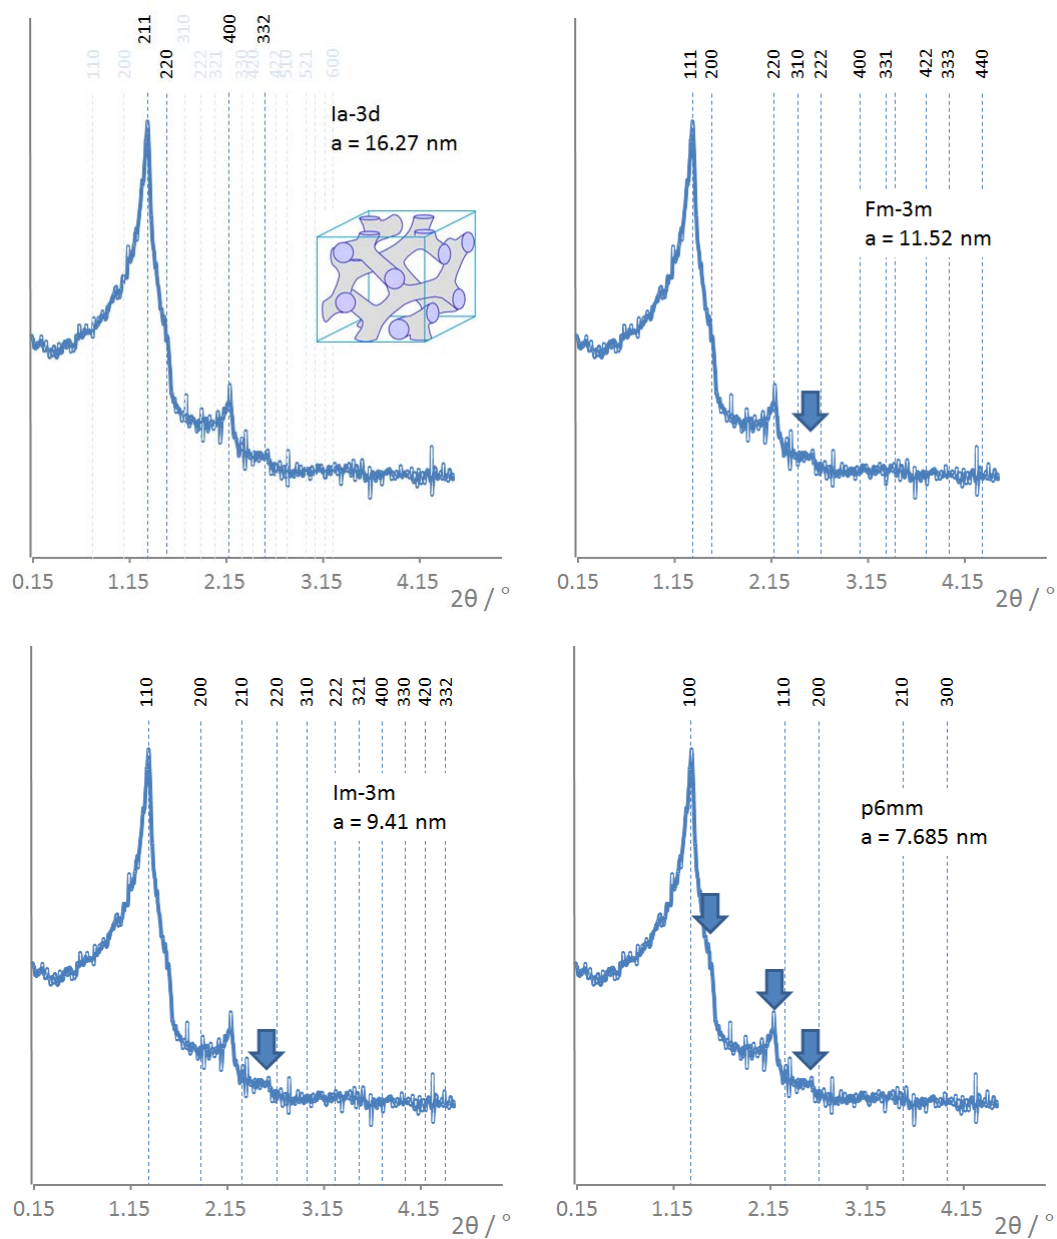 110 200 211 220 310 222 321 400 330 420 332 422 510 521 600
Ia-3d
a = 16.27 nm
0.15 1.15 2.15 3.15 4.15
2θ / °
111 200 220 310 222 400 331 422 333 440
Fm-3m
a = 11.52 nm
0.15 1.15 2.15 3.15 4.15
2θ / °
110 200 210 220 310 222 321 400 330 420 332
Im-3m
a = 9.41 nm
0.15 1.15 2.15 3.15 4.15
2θ / °
100 110 200 210 300
p6mm
a = 7.685 nm
0.15 1.15 2.15 3.15 4.15
2θ / °